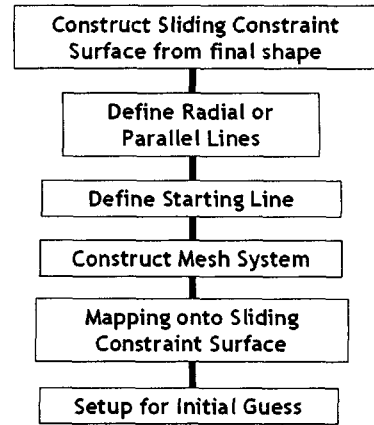 Construct Sliding Constraint
Surface from final shape
Define Radial or
Parallel Lines
Define Starting Line
Construct Mesh System
Mapping onto Sliding
Constraint Surface
Setup for Initial Guess